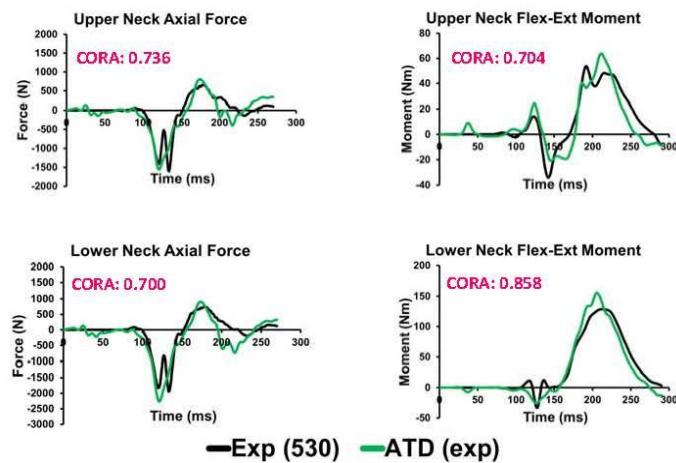 Upper Neck Axial Force
CORA: 0.736
Force (N)
2000
1500
1000
500
0
-500
-1000
-1500
-2000
0 50 100 150 200 250 300
Time (ms)
Upper Neck Flex-Ext Moment
CORA: 0.704
Moment (Nm)
80
60
40
20
0
-20
-40
0 50 100 150 200 250 300
Time (ms)
Lower Neck Axial Force
CORA: 0.700
Force (N)
2000
1500
1000
500
0
-500
-1000
-1500
-2000
-2500
-3000
0 50 100 150 200 250 300
Time (ms)
Lower Neck Flex-Ext Moment
CORA: 0.858
Moment (Nm)
200
150
100
50
0
-50
0 50 100 150 200 250 300
Time (ms)
Exp (530) ATD (exp)